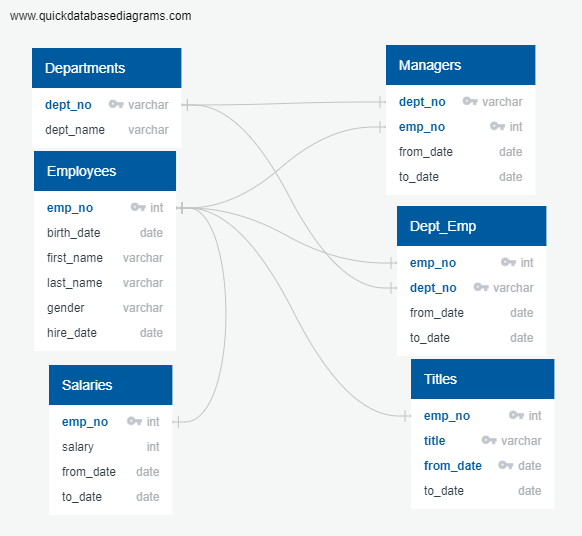 www.quickdatabasediagrams.com
Departments
dept_no varchar
dept_name varchar
Employees
emp_no int
birth_date date
first_name varchar
last_name varchar
gender varchar
hire_date date
Salaries
emp_no int
salary int
from_date date
to_date date
Managers
dept_no varchar
emp_no int
from_date date
to_date date
Dept_Emp
emp_no int
dept_no varchar
from_date date
to_date date
Titles
emp_no int
title varchar
from_date date
to_date date